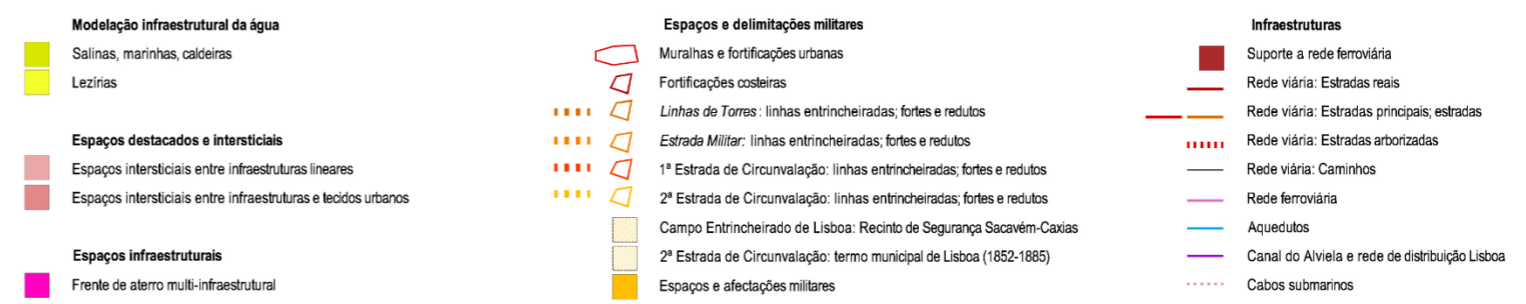 Modelação infraestrutural da água
Salinas, marinhas, caldeiras
Lezírias
Espaços destacados e intersticiais
Espaços intersticiais entre infraestruturas lineares
Espaços intersticiais entre infraestruturas e tecidos urbanos
Espaços infraestruturais
Frente de aterro multi-infraestrutural
Espaços e delimitações militares
Muralhas e fortificações urbanas
Fortificações costeiras
Linhas de Torres : linhas entrincheiradas; fortes e redutos
Estrada Militar: linhas entrincheiradas; fortes e redutos
1ª Estrada de Circunvalação: linhas entrincheiradas; fortes e redutos
2ª Estrada de Circunvalação: linhas entrincheiradas; fortes e redutos
Campo Entrincheirado de Lisboa: Recinto de Segurança Sacavém-Caxias
2ª Estrada de Circunvalação: termo municipal de Lisboa (1852-1885)
Espaços e afectações militares
Infraestruturas
Suporte a rede ferroviária
Rede viária: Estradas reais
Rede viária: Estradas principais; estradas
Rede viária: Estradas arborizadas
Rede viária: Caminhos
Rede ferroviária
Aquedutos
Canal do Alviela e rede de distribuição Lisboa
Cabos submarinos